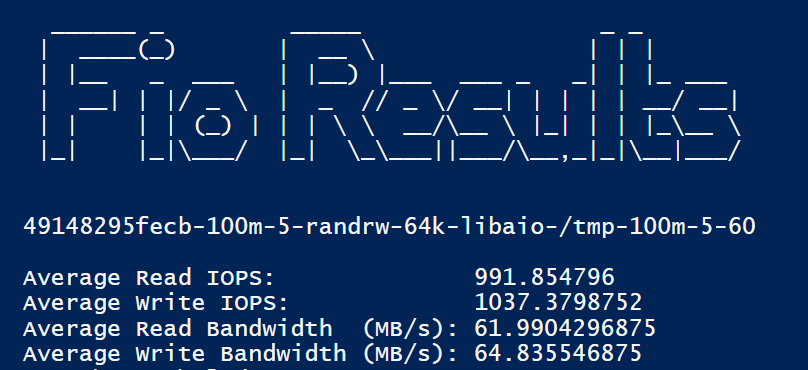 Fio Results
49148295fecb-100m-5-randrw-64k-libaio-/tmp-100m-5-60
Average Read IOPS: 991.854796
Average Write IOPS: 1037.3798752
Average Read Bandwidth (MB/s): 61.9904296875
Average Write Bandwidth (MB/s): 64.835546875